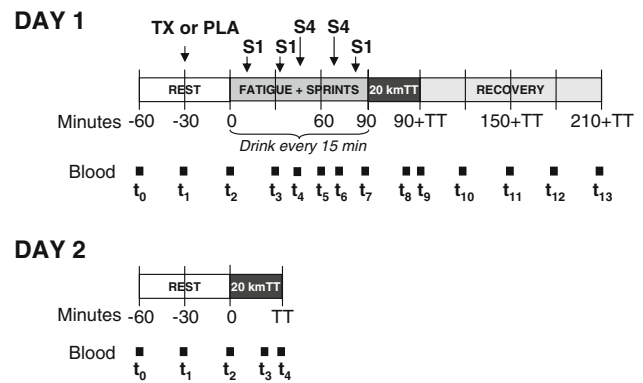 DAY 1
TX or PLA
S4 S4
S1 S1 S1
REST FATIGUE + SPRINTS 20 kmTT RECOVERY
Minutes -60 -30 0 60 90 90+TT 150+TT 210+TT
Drink every 15 min
Blood
t0 t1 t2 t3 t4 t5 t6 t7 t8 t9 t10 t11 t12 t13
DAY 2
REST 20 kmTT
Minutes -60 -30 0 TT
Blood
t0 t1 t2 t3 t4